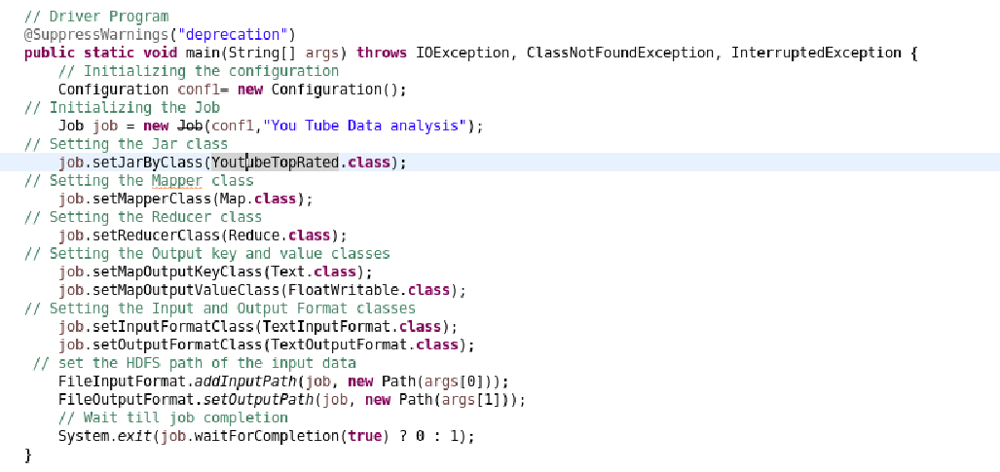 // Driver Program
@SuppressWarnings("deprecation")
public static void main(String[] args) throws IOException, ClassNotFoundException, InterruptedException {
// Initializing the configuration
Configuration conf1= new Configuration();
// Initializing the Job
Job job = new Job(conf1,"You Tube Data analysis");
// Setting the Jar class
job.setJarByClass(YoutubeTopRated.class);
// Setting the Mapper class
job.setMapperClass(Map.class);
// Setting the Reducer class
job.setReducerClass(Reduce.class);
// Setting the Output key and value classes
job.setMapOutputKeyClass(Text.class);
job.setMapOutputValueClass(FloatWritable.class);
// Setting the Input and Output Format classes
job.setInputFormatClass(TextInputFormat.class);
job.setOutputFormatClass(TextOutputFormat.class);
// set the HDFS path of the input data
FileInputFormat.addInputPath(job, new Path(args[0]));
FileOutputFormat.setOutputPath(job, new Path(args[1]));
// Wait till job completion
System.exit(job.waitForCompletion(true) ? 0 : 1);
}